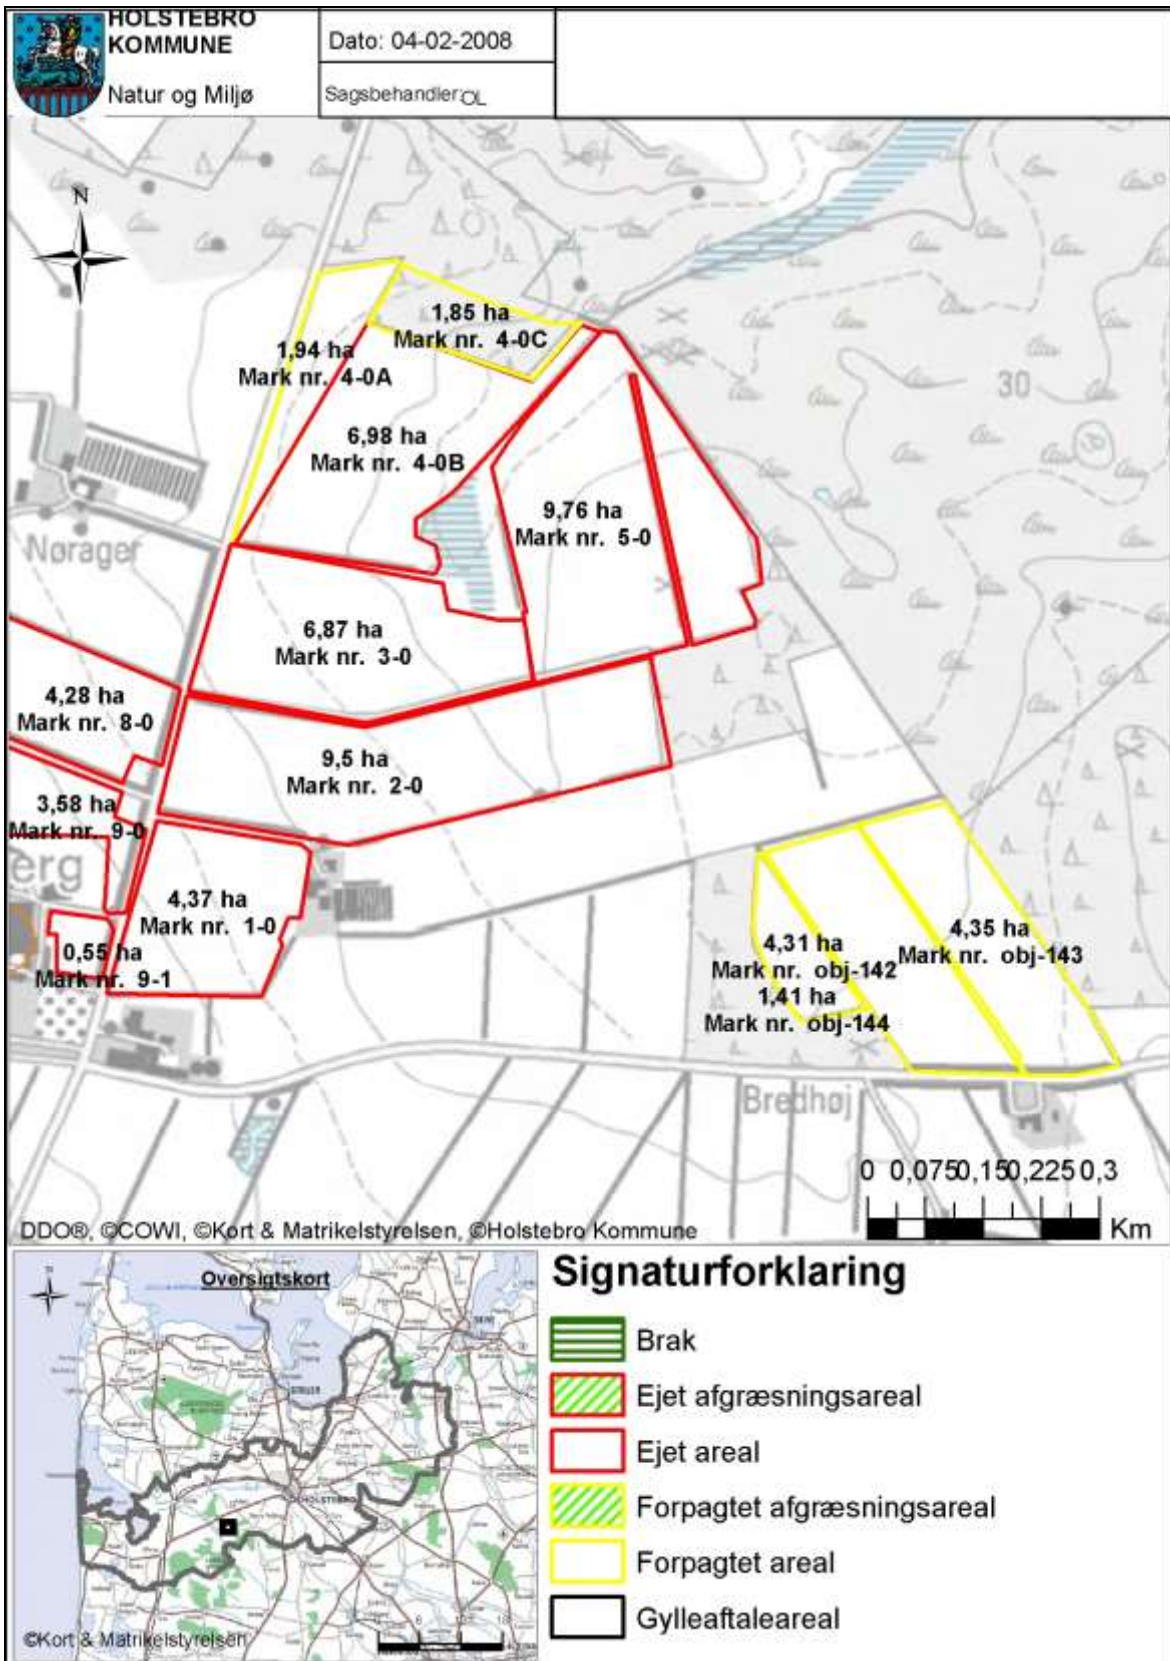 HOLSTEBRO
KOMMUNE
Natur og Miljø
Dato: 04-02-2008
Sagsbehandler: OL
N
1,85 ha
Mark nr. 4-0C
1,94 ha
Mark nr. 4-0A
30
6,98 ha
Mark nr. 4-0B
9,76 ha
Mark nr. 5-0
Nørager
6,87 ha
Mark nr. 3-0
4,28 ha
Mark nr. 8-0
9,5 ha
Mark nr. 2-0
3,58 ha
Mark nr. 9-0
erg
4,37 ha
Mark nr. 1-0
0,55 ha
Mark nr. 9-1
4,35 ha
Mark nr. obj-143
4,31 ha
Mark nr. obj-142
1,41 ha
Mark nr. obj-144
Bredhøj
0 0,075 0,15 0,225 0,3
Km
DDO®, ©COWI, ©Kort & Matrikelstyrelsen, ©Holstebro Kommune
Oversigtskort
HOLSTEBRO
©Kort & Matrikelstyrelsen
Signaturforklaring
Brak
Ejet afgræsningsareal
Ejet areal
Forpagtet afgræsningsareal
Forpagtet areal
Gylleaftaleareal